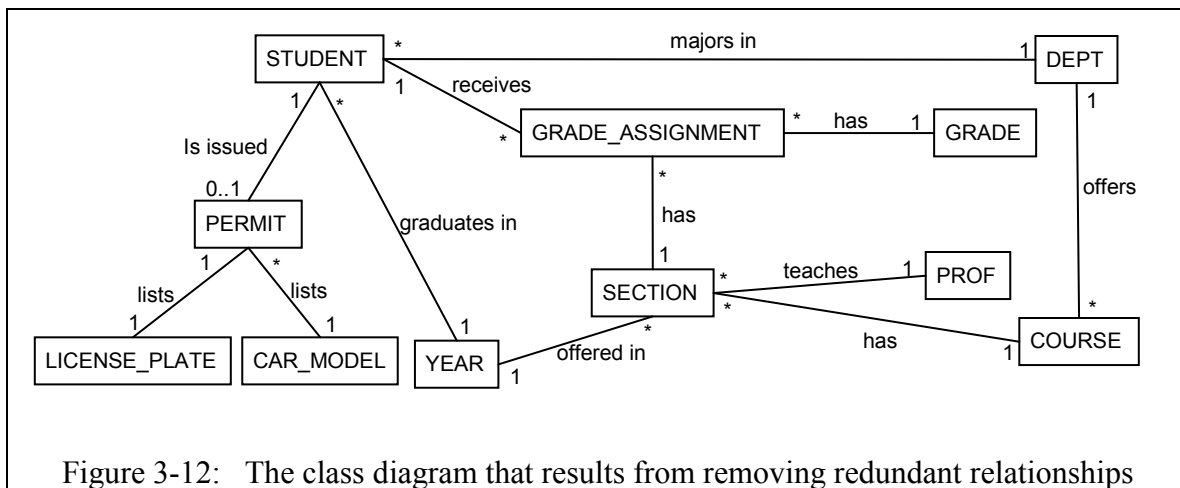 STUDENT
*
majors in
1
DEPT
1
receives
1
*
1
GRADE_ASSIGNMENT
*
has
1
GRADE
*
Is issued
*
offers
0..1
PERMIT
graduates in
has
1
*
1
teaches
1
PROF
lists
lists
SECTION
*
*
1
1
1
*
offered in
has
*
1
COURSE
LICENSE_PLATE
CAR_MODEL
YEAR
1
Figure 3-12: The class diagram that results from removing redundant relationships